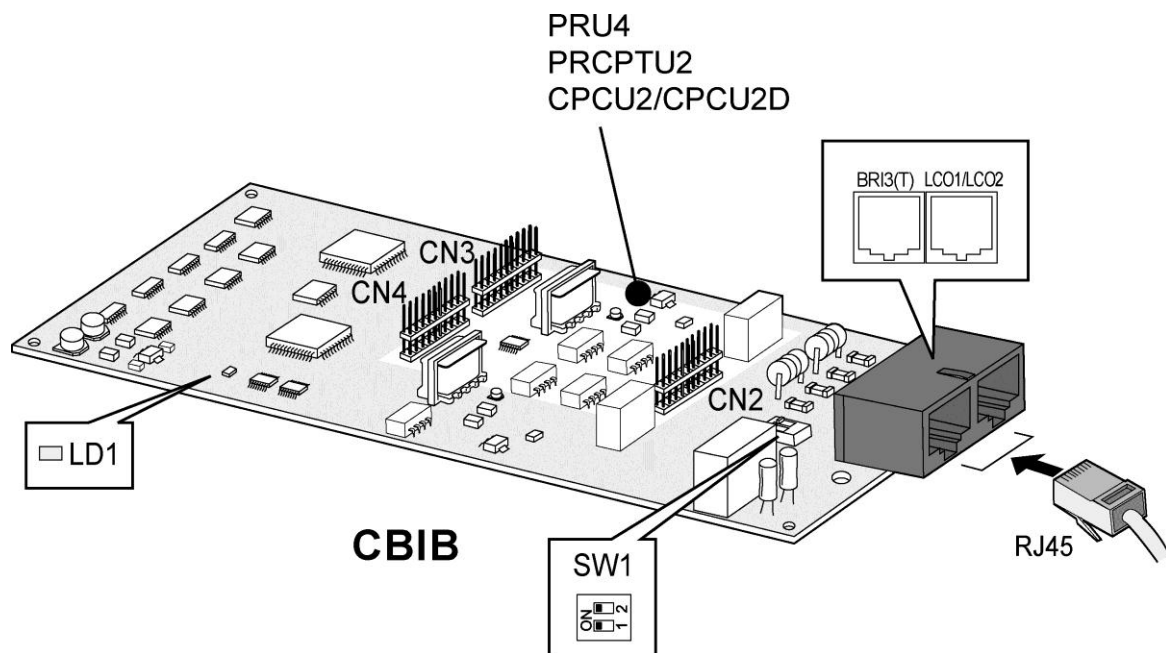 PRU4
PRCPTU2
CPCU2/CPCU2D
BRI3(T) LCO1/LCO2
CN3
CN4
CN2
LD1
CBIB
SW1
ON
1 2
RJ45